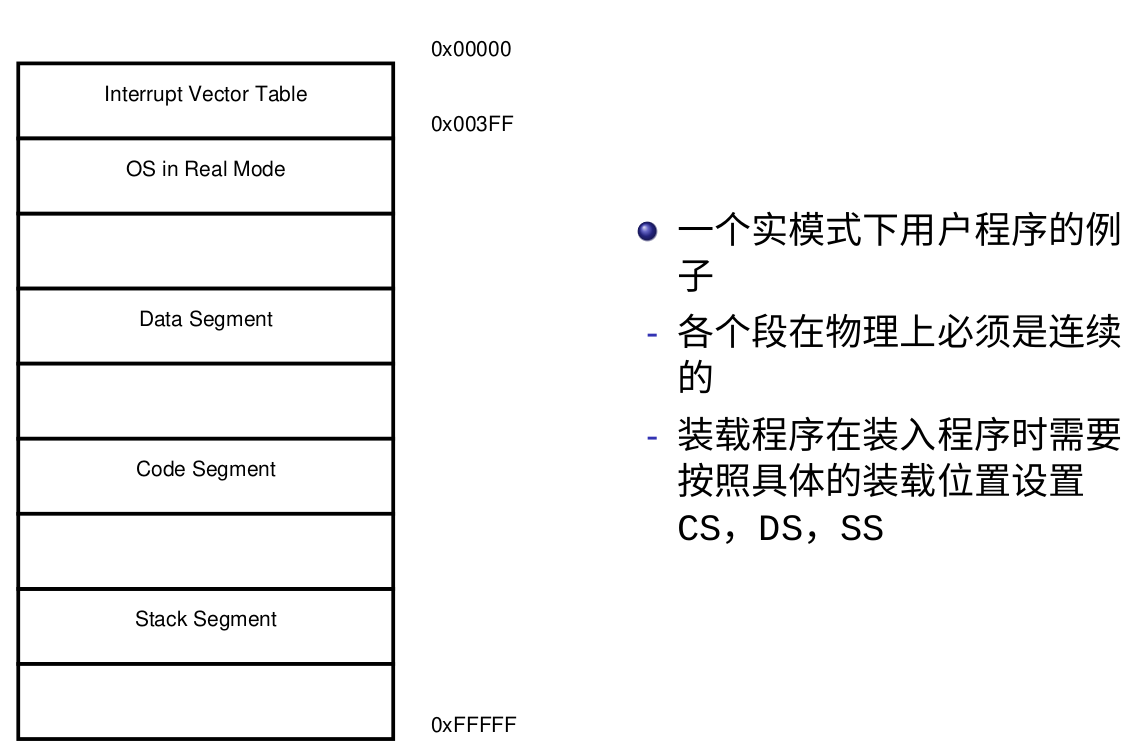 0x00000
Interrupt Vector Table
0x003FF
OS in Real Mode
Data Segment
Code Segment
Stack Segment
0xFFFFF
一个实模式下用户程序的例
子
- 各个段在物理上必须是连续
的
- 装载程序在装入程序时需要
按照具体的装载位置设置
CS，DS，SS